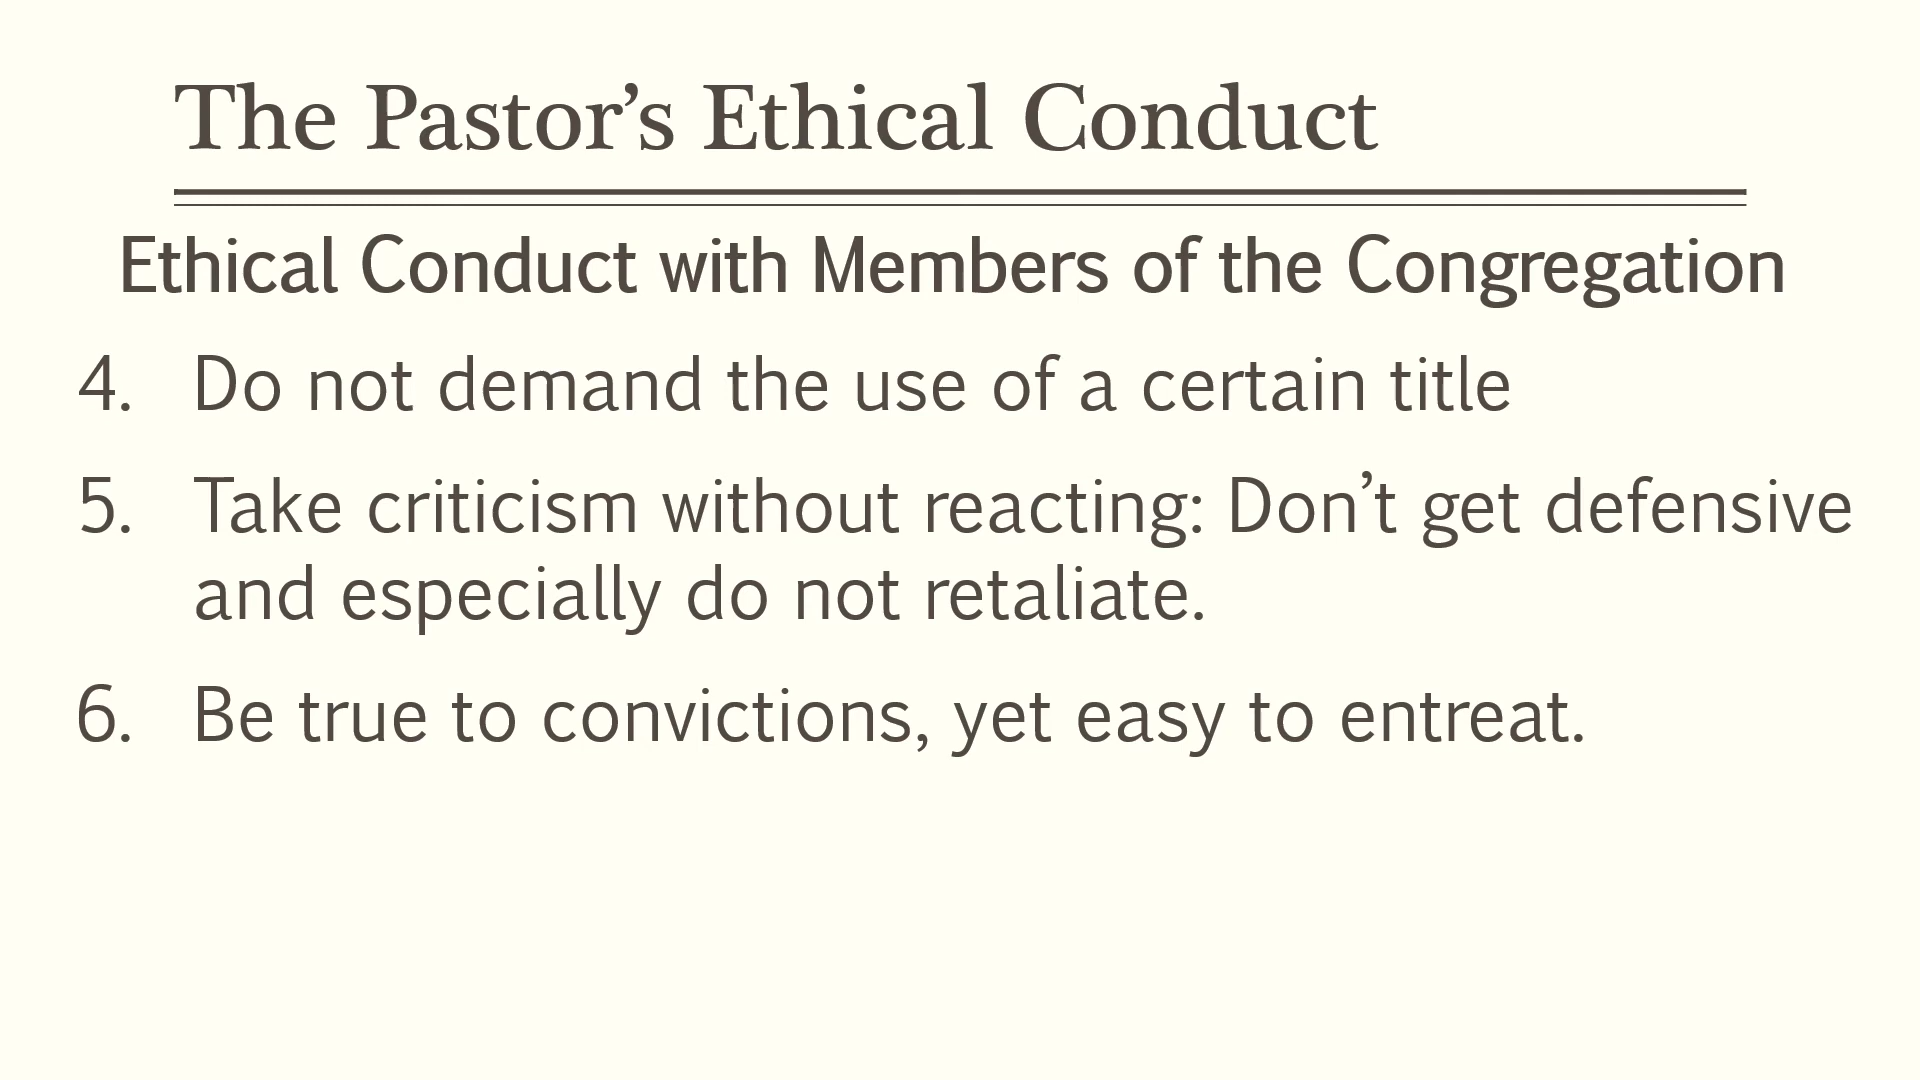 The Pastor’s Ethical Conduct
Ethical Conduct with Members of the Congregation
4. Do not demand the use of a certain title
5. Take criticism without reacting: Don’t get defensive
and especially do not retaliate.
6. Be true to convictions, yet easy to entreat.